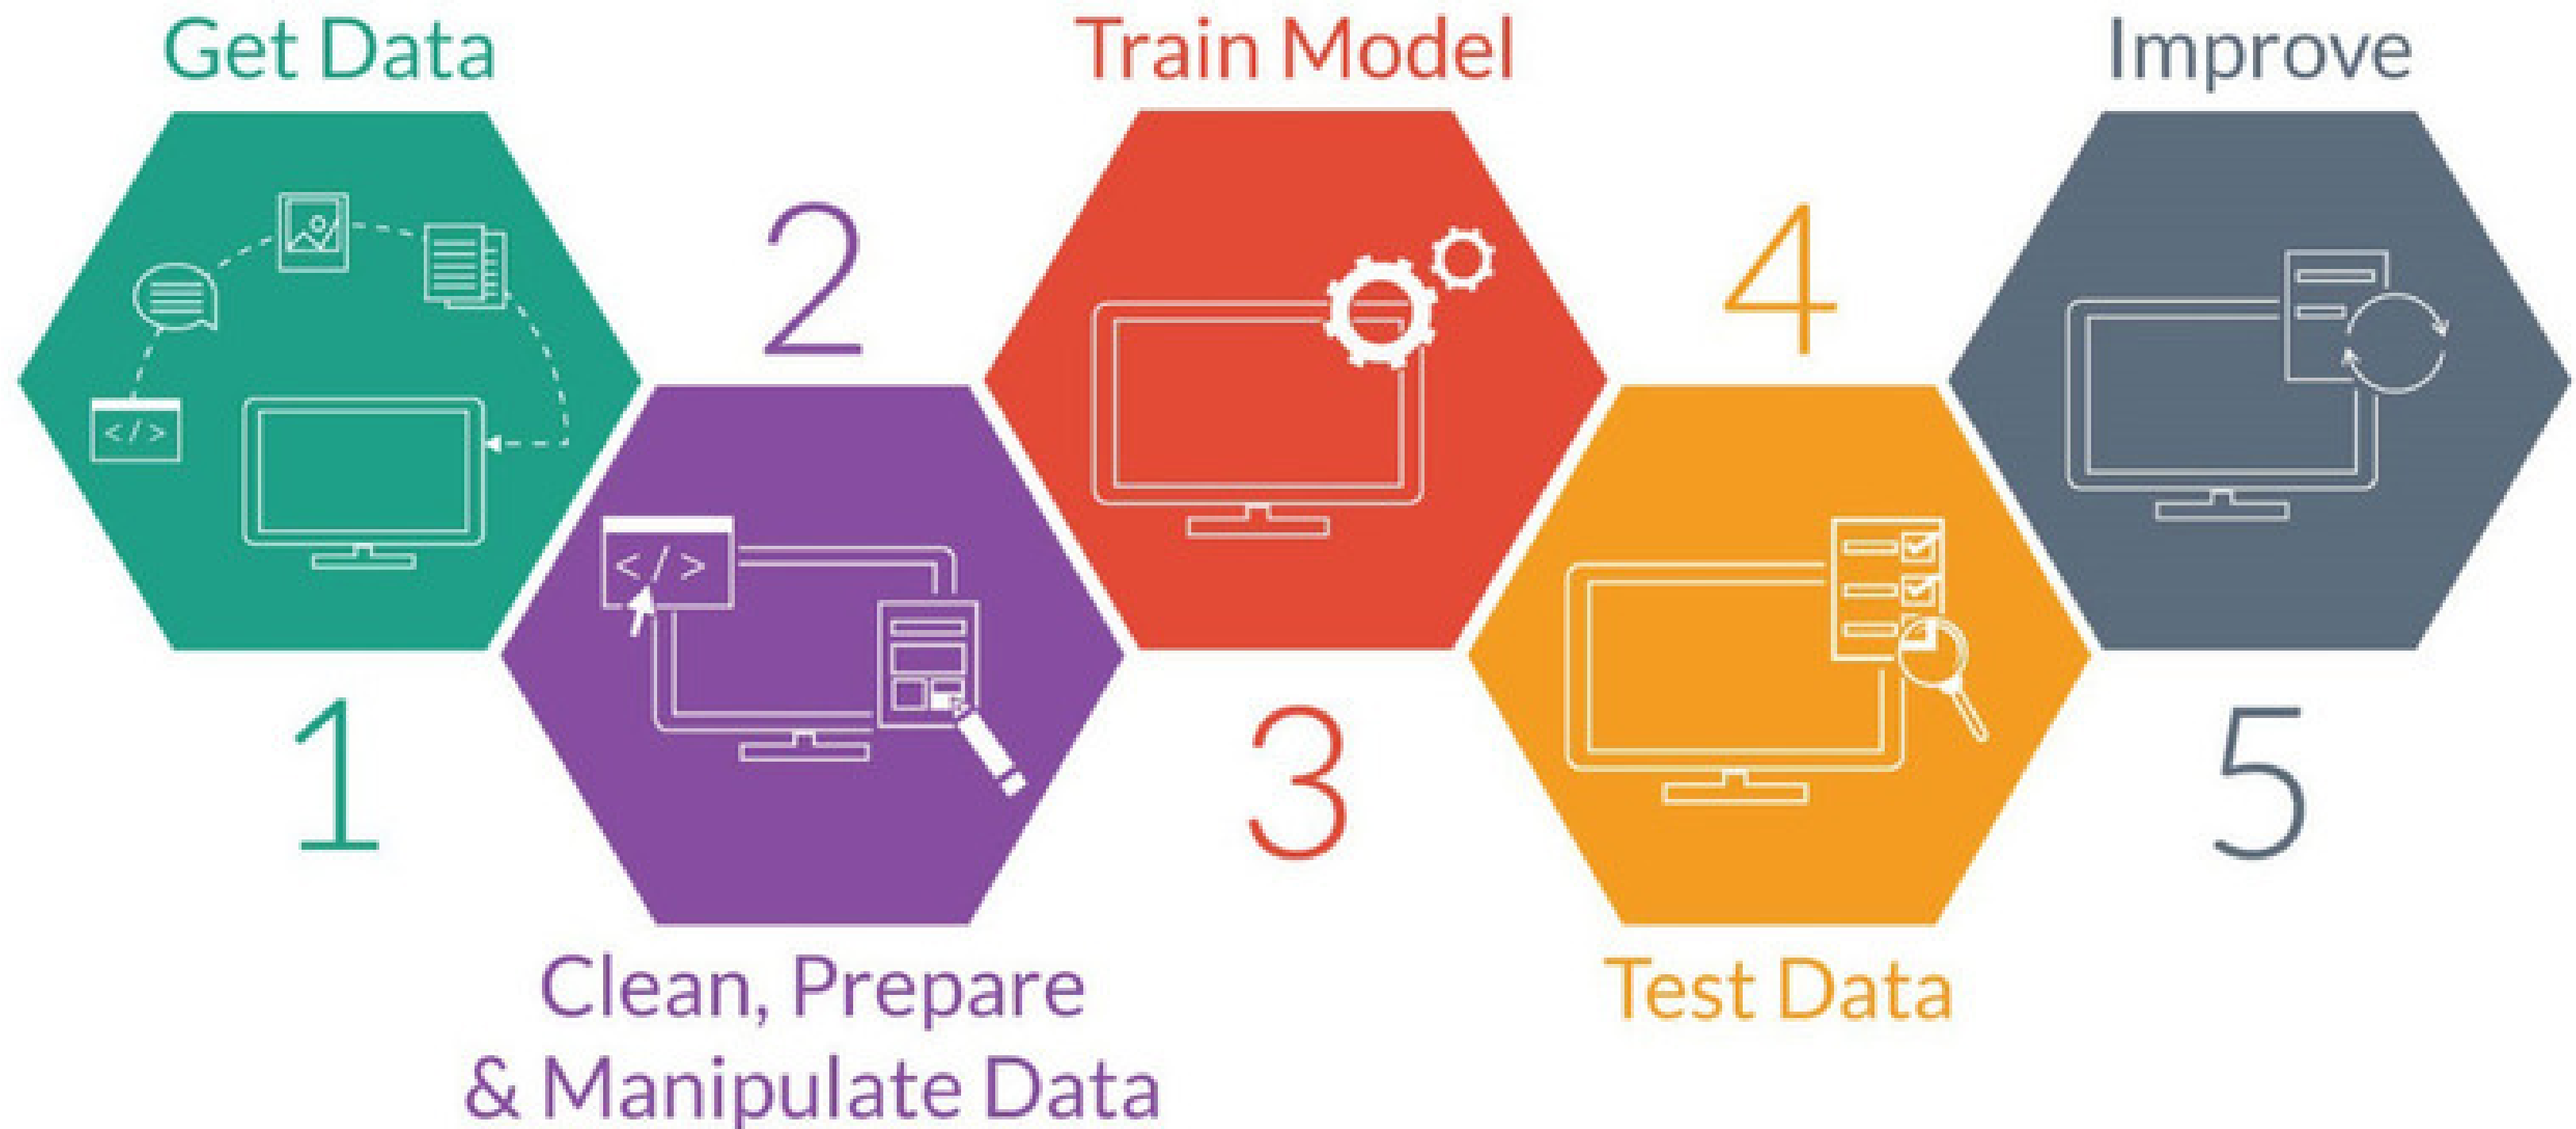 Get Data
1
</>
2
</>
Clean, Prepare
& Manipulate Data
Train Model
3
4
Test Data
Improve
5